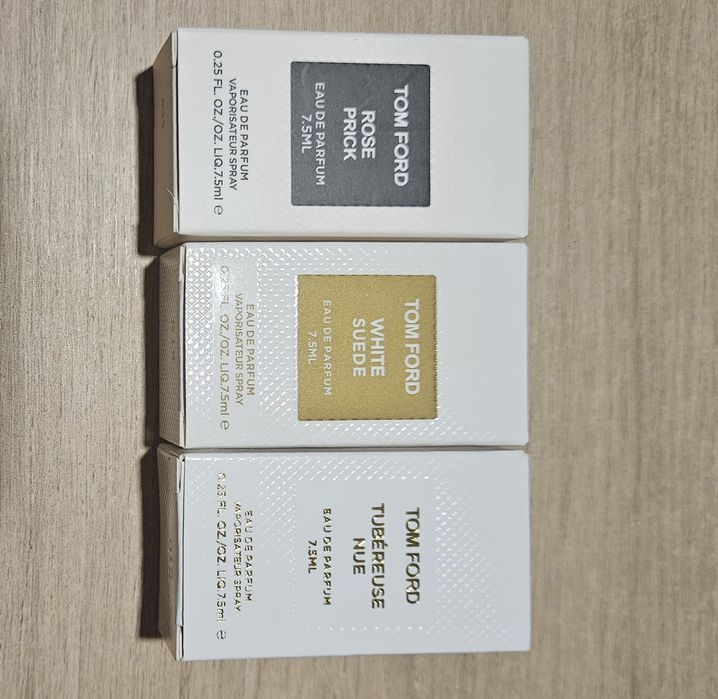 TOM FORD
ROSE
PRICK
EAU DE PARFUM
7.5ML
EAU DE PARFUM
VAPORISATEUR SPRAY
0.25 FL. OZ./OZ. LIQ.7.5ml ℮
TOM FORD
WHITE
SUEDE
EAU DE PARFUM
7.5ML
EAU DE PARFUM
VAPORISATEUR SPRAY
0.25 FL. OZ./OZ. LIQ.7.5ml ℮
TOM FORD
TUBÉREUSE
NUE
EAU DE PARFUM
7.5ML
EAU DE PARFUM
VAPORISATEUR SPRAY
0.25 FL. OZ./OZ. LIQ.7.5ml ℮